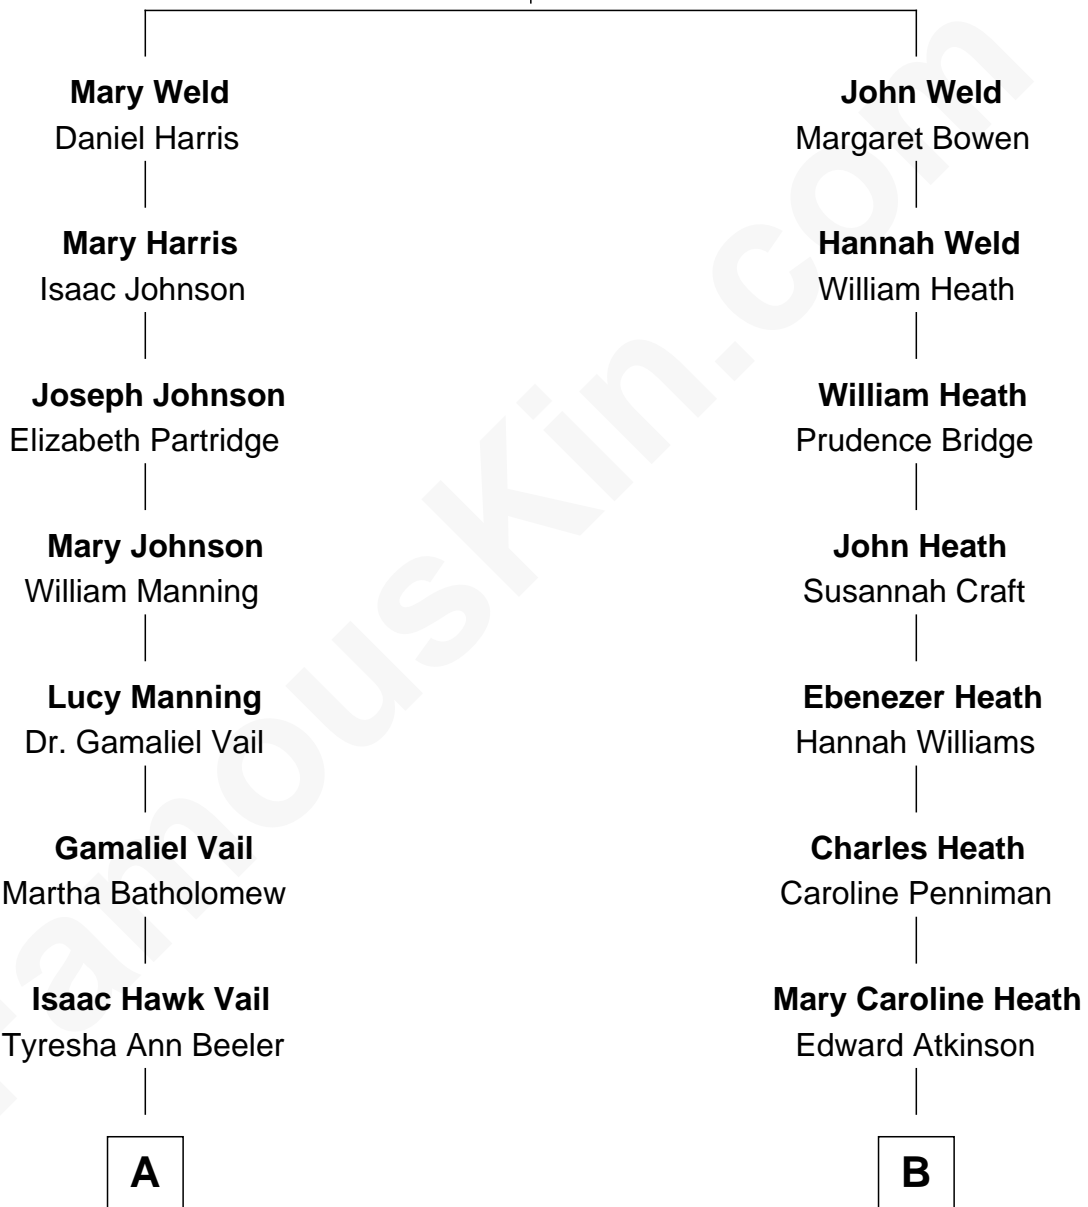 Mary Weld
Daniel Harris
Mary Harris
Isaac Johnson
Joseph Johnson
Elizabeth Partridge
Mary Johnson
William Manning
Lucy Manning
Dr. Gamaliel Vail
Gamaliel Vail
Martha Batholomew
Isaac Hawk Vail
Tyresha Ann Beeler
A
John Weld
Margaret Bowen
Hannah Weld
William Heath
William Heath
Prudence Bridge
John Heath
Susannah Craft
Ebenezer Heath
Hannah Williams
Charles Heath
Caroline Penniman
Mary Caroline Heath
Edward Atkinson
B
FamousKin.com